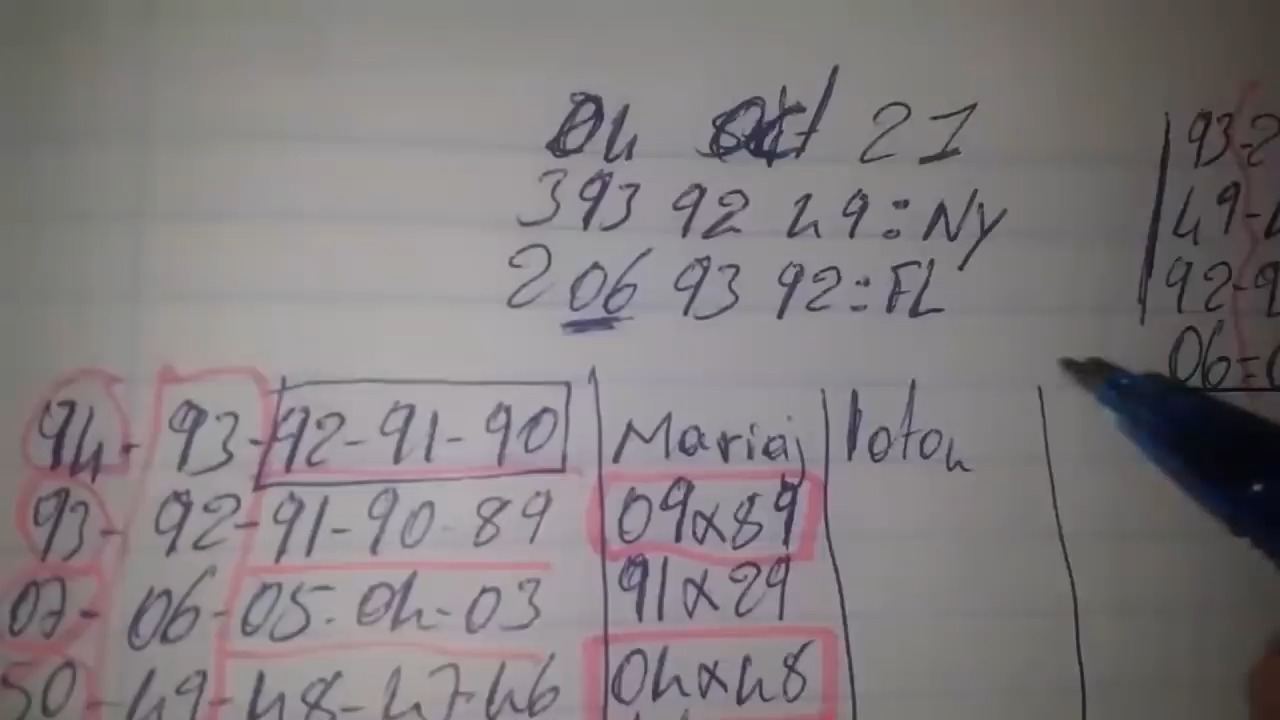 04 Oct 21
393 92 49 : NY
206 93 92 : FL
94 - 93 - 92 - 91 - 90
93 - 92 - 91 - 90 - 89
07 - 06 - 05 - 04 - 03
50 - 49 - 48 - 47 - 46
Mariaj
09x89
91x29
04x48
loto4
93-2
49-
92-9
06=0